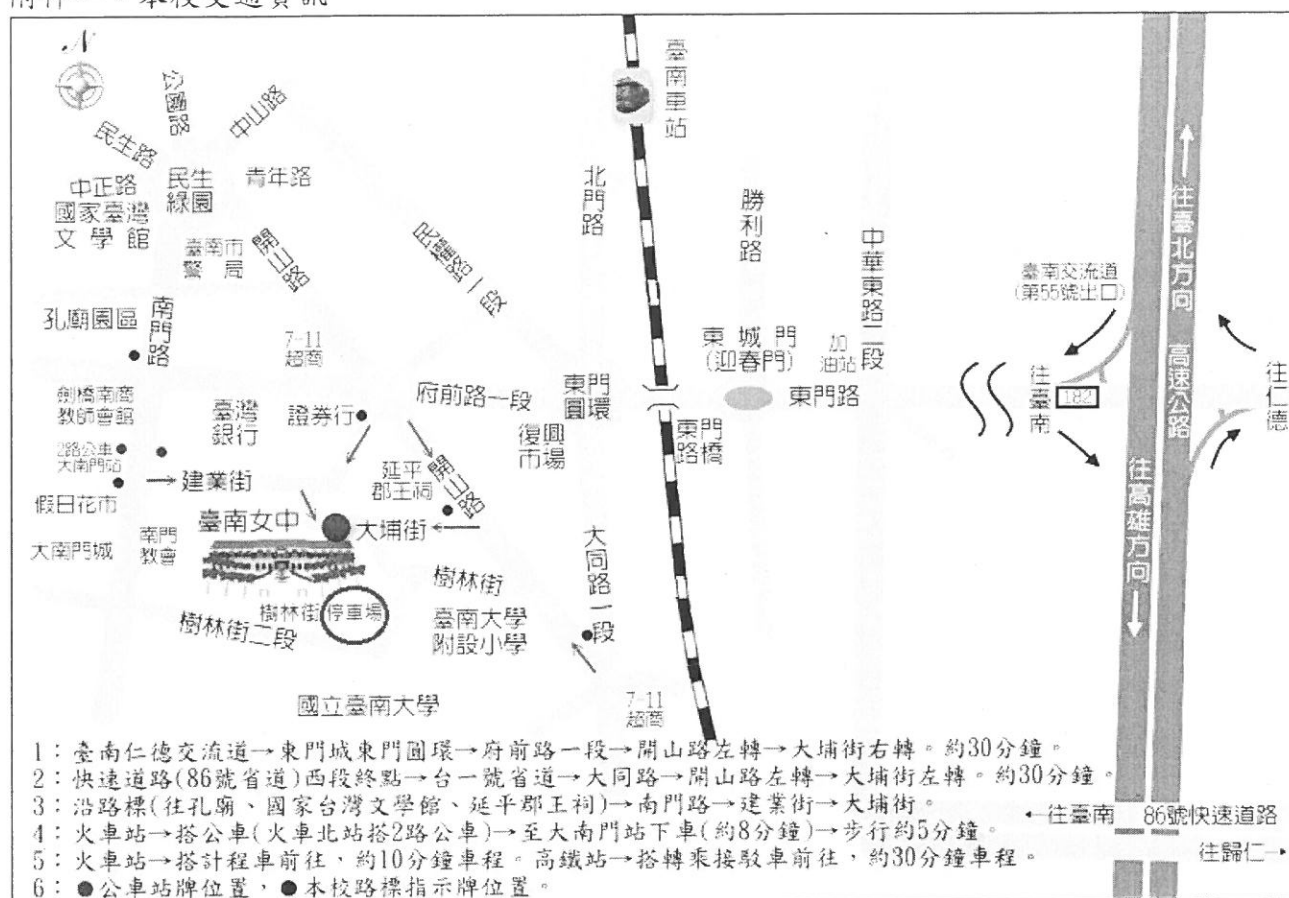 本校交通資訊
N
臺南車站
公園路
中山路
民生路
中正路
民生綠園
青年路
國家臺灣
文學館
臺南市
警局
開山路
民權路一段
北門路
勝利路
中華東路二段
往臺北方向
高速公路
往高雄方向
臺南交流道
(第55號出口)
往臺南
182
往仁德
孔廟園區
南門路
7-11
超商
東城門
(迎春門)
加油站
東門路
劍橋南商
教師會館
臺灣
銀行
證券行
府前路一段
東門
圓環
復興
市場
東門路橋
2路公車
大南門站
建業街
延平
郡王祠
開山路
假日花市
臺南女中
大埔街
大南門城
南門
教會
大同路一段
樹林街
樹林街
停車場
樹林街二段
臺南大學
附設小學
國立臺南大學
7-11
超商
1：臺南仁德交流道→東門城東門圓環→府前路一段→開山路左轉→大埔街右轉。約30分鐘。
2：快速道路(86號省道)西段終點→台一號省道→大同路→開山路左轉→大埔街左轉。約30分鐘。
3：沿路標(往孔廟、國家台灣文學館、延平郡王祠)→南門路→建業街→大埔街。
4：火車站→搭公車(火車北站搭2路公車)→至大南門站下車(約8分鐘)→步行約5分鐘。
5：火車站→搭計程車前往，約10分鐘車程。高鐵站→搭轉乘接駁車前往，約30分鐘車程。
6：●公車站牌位置，●本校路標指示牌位置。
←往臺南 86號快速道路
往歸仁→